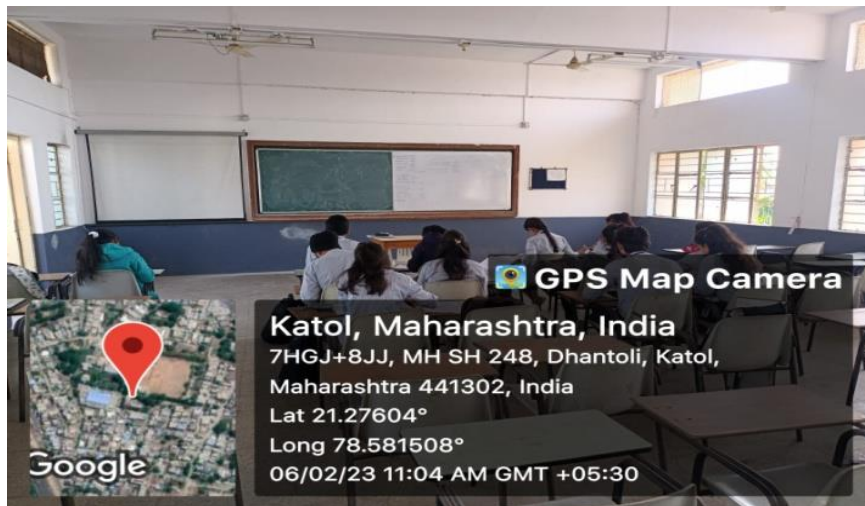 GPS Map Camera
Katol, Maharashtra, India
7HGJ+8JJ, MH SH 248, Dhantoli, Katol,
Maharashtra 441302, India
Lat 21.27604°
Long 78.581508°
06/02/23 11:04 AM GMT +05:30
Google